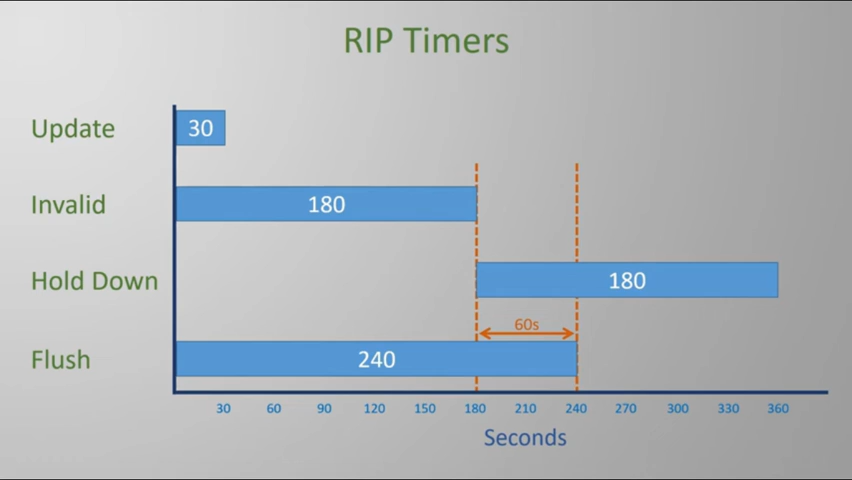 RIP Timers
Update
30
Invalid
180
Hold Down
180
60s
Flush
240
30 60 90 120 150 180 210 240 270 300 330 360
Seconds